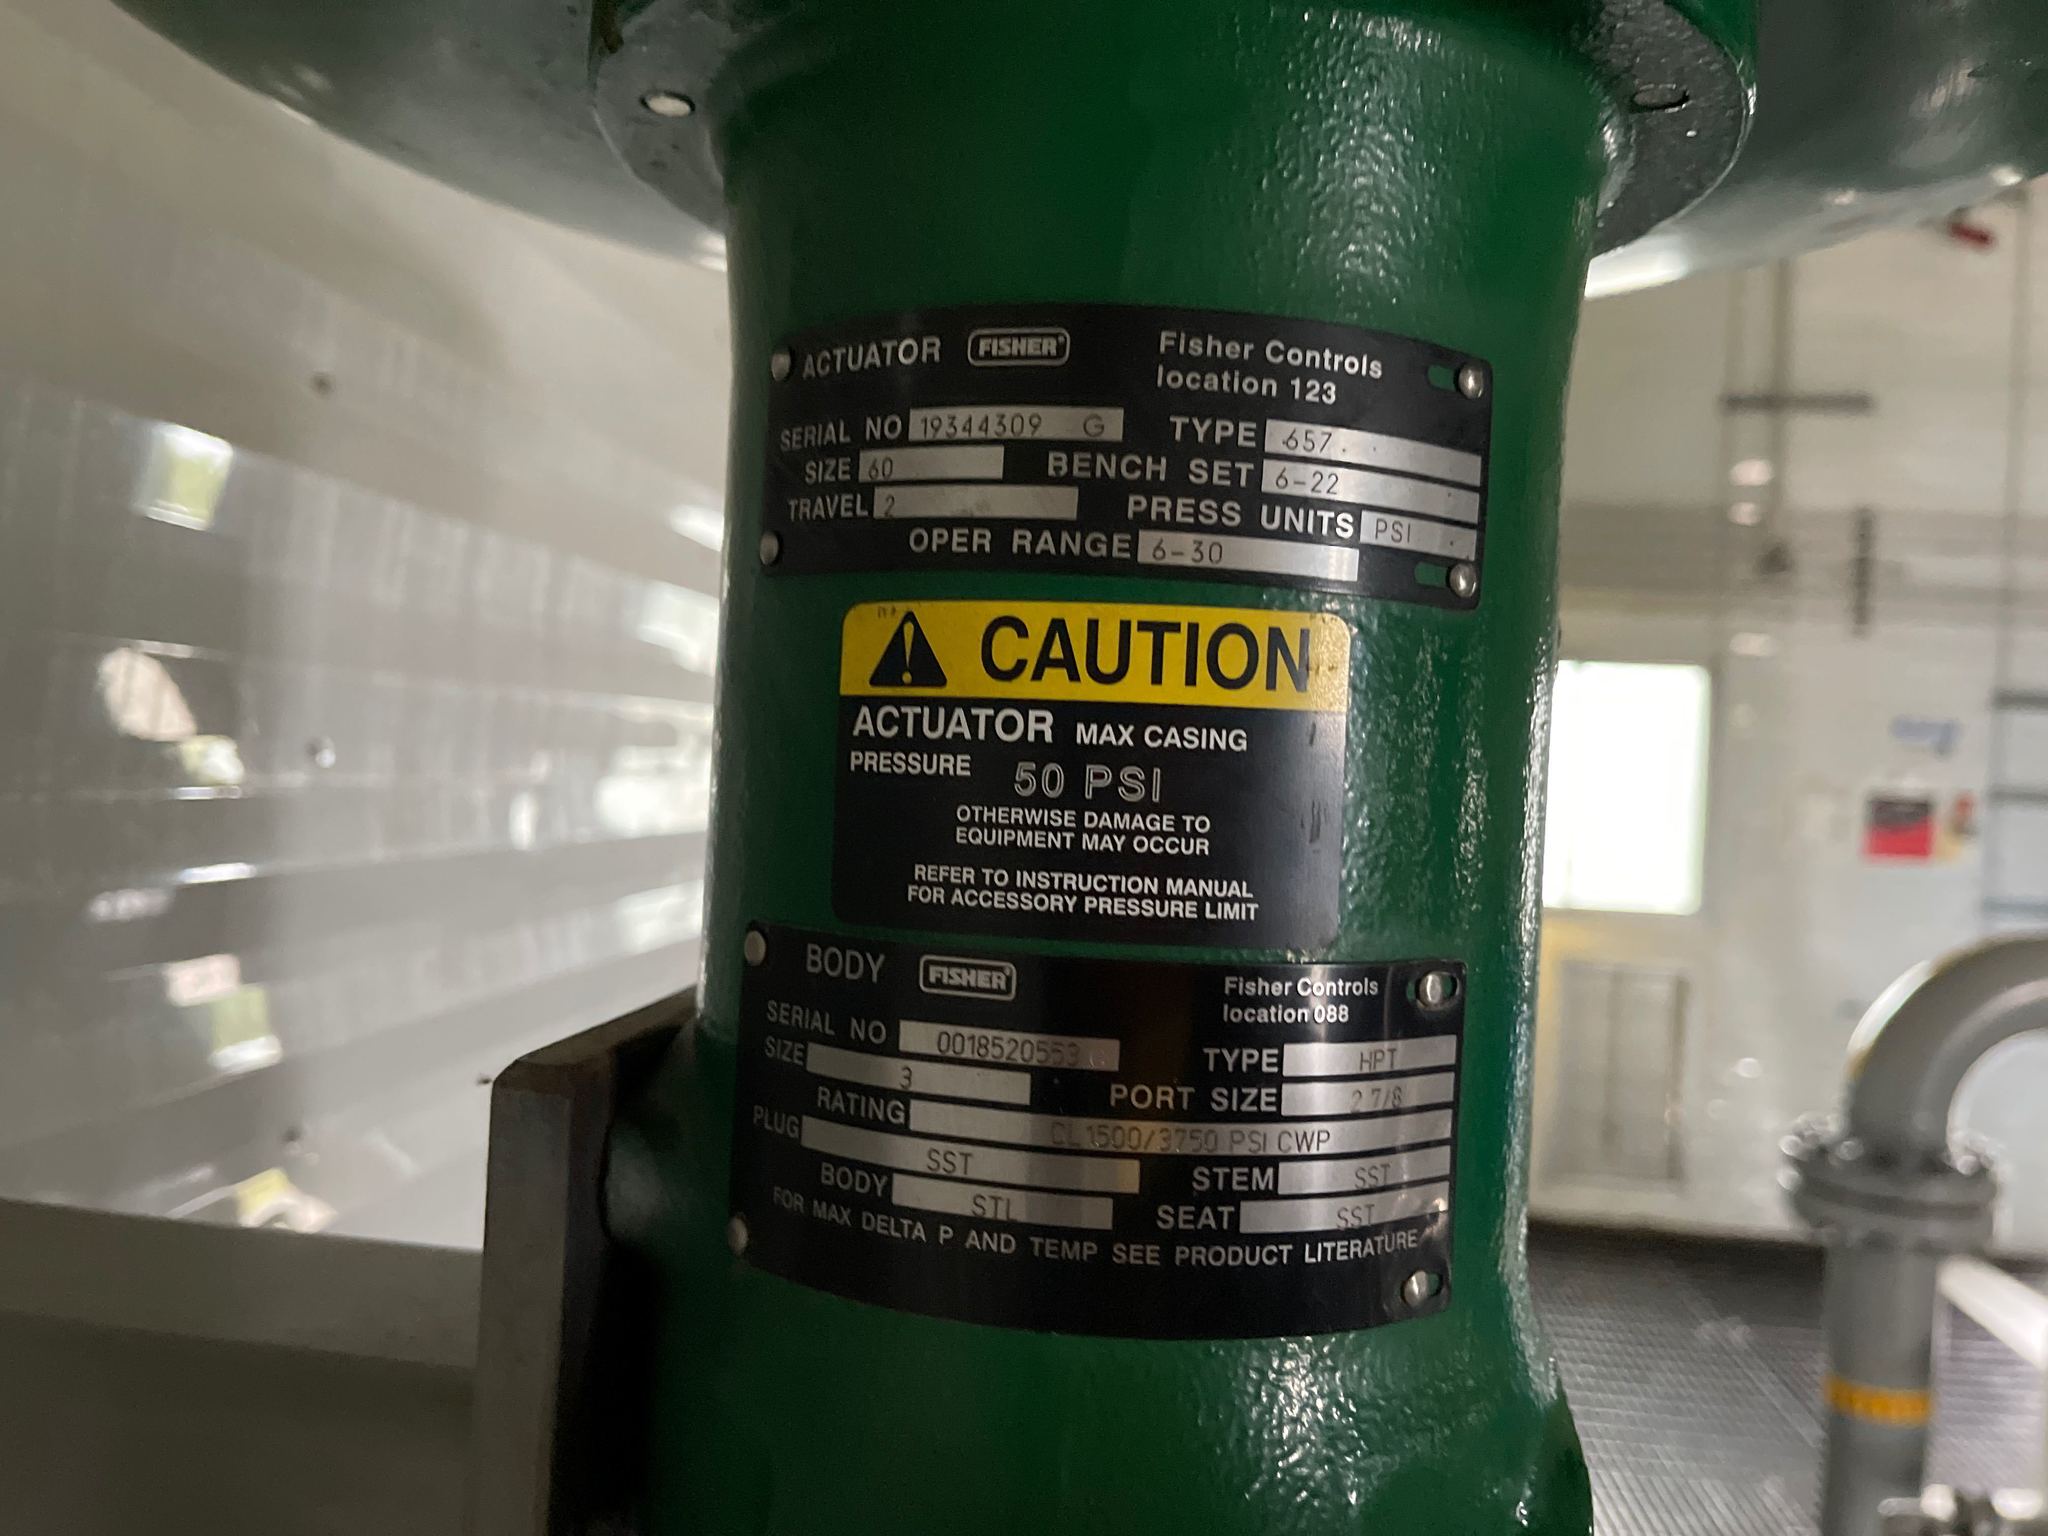 ACTUATOR FISHER Fisher Controls
location 123
SERIAL NO 19344309 G TYPE 657
SIZE 60 BENCH SET 6-22
TRAVEL 2 PRESS UNITS PSI
OPER RANGE 6-30
CAUTION
ACTUATOR MAX CASING
PRESSURE 50 PSI
OTHERWISE DAMAGE TO
EQUIPMENT MAY OCCUR
REFER TO INSTRUCTION MANUAL
FOR ACCESSORY PRESSURE LIMIT
BODY FISHER Fisher Controls
location 088
SERIAL NO 0018520553 TYPE HPT
SIZE 3 PORT SIZE 2 7/8
RATING CL1500/3750 PSI CWP
PLUG SST STEM SST
BODY STL SEAT SST
FOR MAX DELTA P AND TEMP SEE PRODUCT LITERATURE